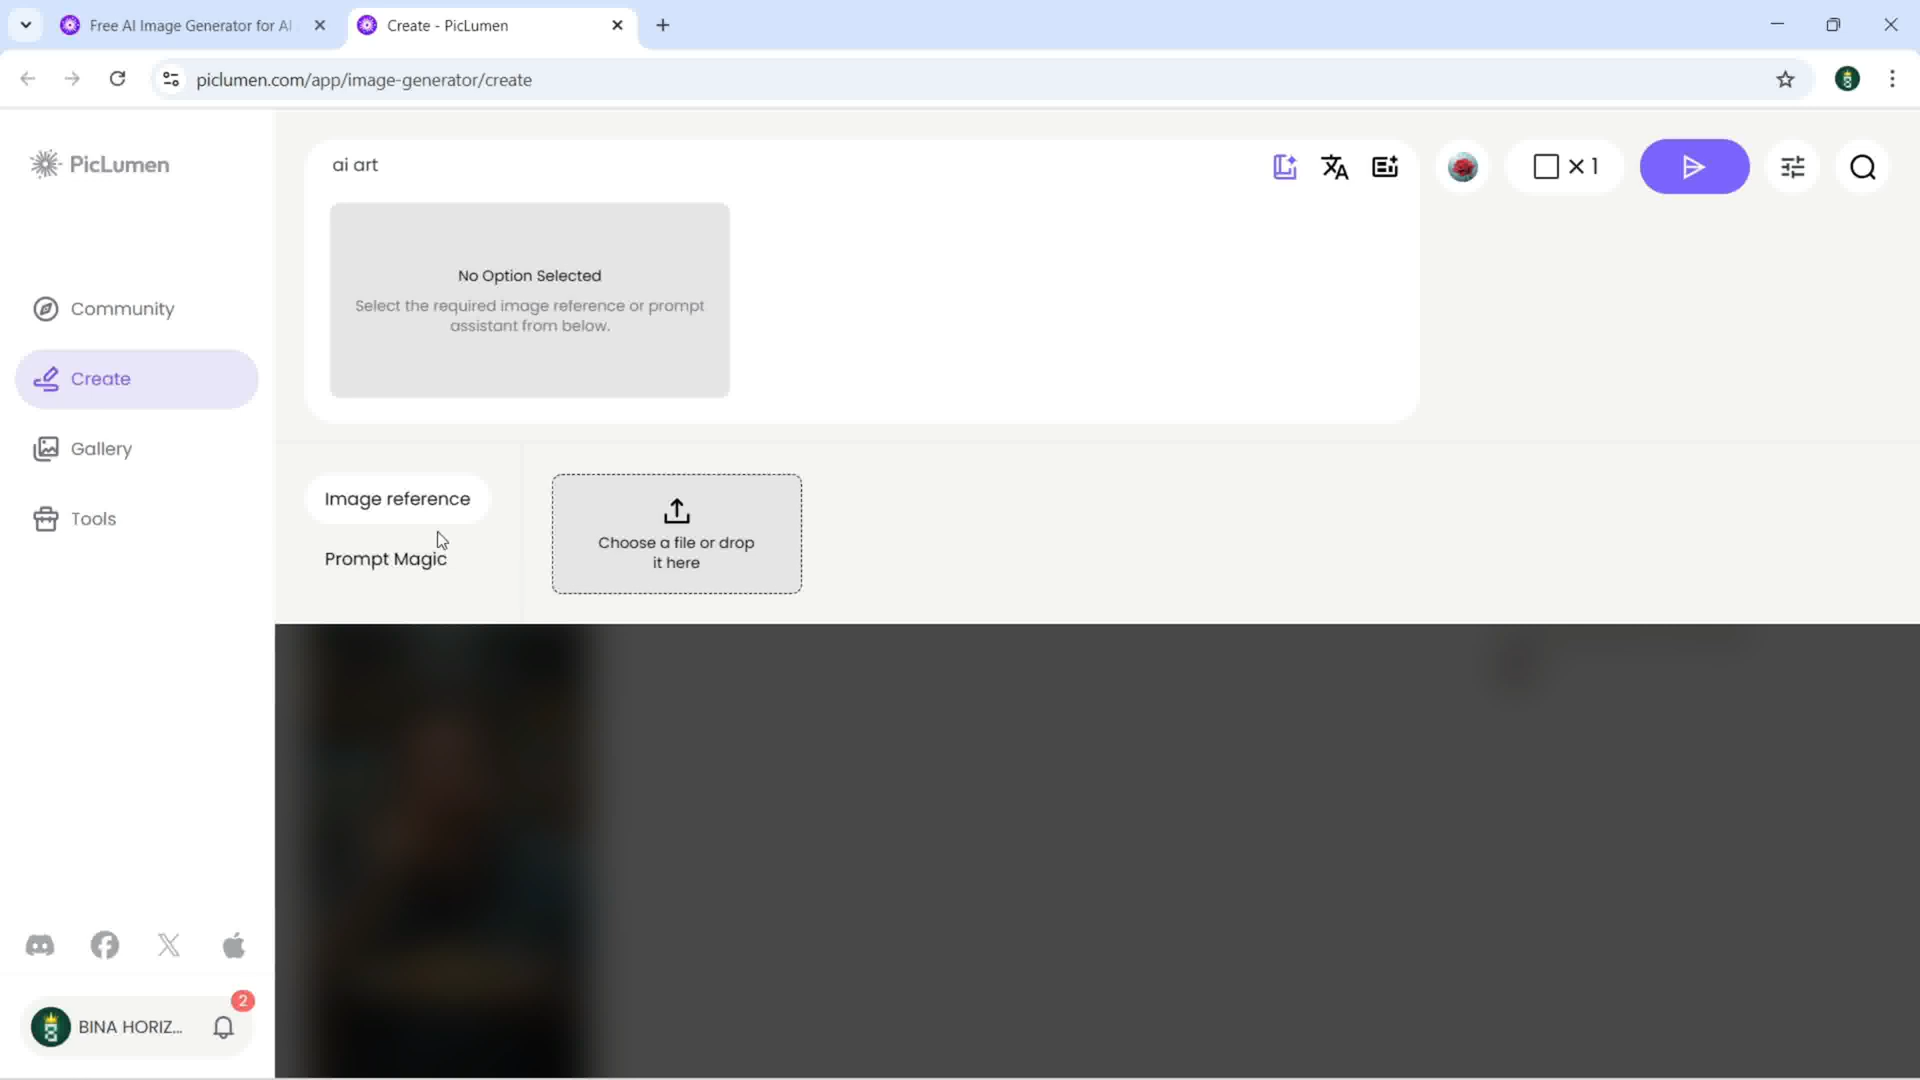 Free AI Image Generator for AI
Create - PicLumen
piclumen.com/app/image-generator/create
PicLumen
ai art
× 1
No Option Selected
Select the required image reference or prompt
assistant from below.
Community
Create
Gallery
Tools
Image reference
Prompt Magic
Choose a file or drop
it here
2
BINA HORIZ...